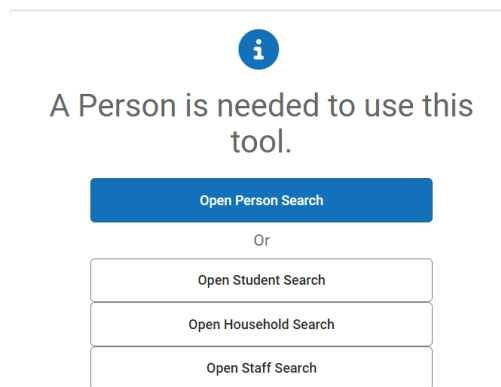 A Person is needed to use this
tool.
Open Person Search
Or
Open Student Search
Open Household Search
Open Staff Search